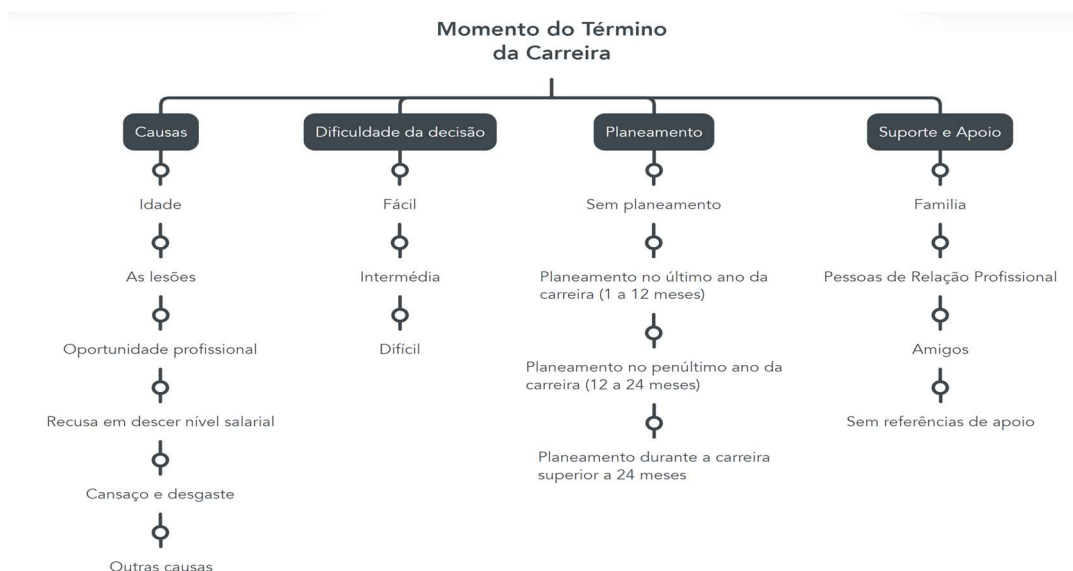 Momento do Término
da Carreira
Causas
Idade
As lesões
Oportunidade profissional
Recusa em descer nível salarial
Cansaço e desgaste
Outras causas
Dificuldade da decisão
Fácil
Intermédia
Difícil
Planeamento
Sem planeamento
Planeamento no último ano da
carreira (1 a 12 meses)
Planeamento no penúltimo ano da
carreira (12 a 24 meses)
Planeamento durante a carreira
superior a 24 meses
Suporte e Apoio
Familia
Pessoas de Relação Profissional
Amigos
Sem referências de apoio